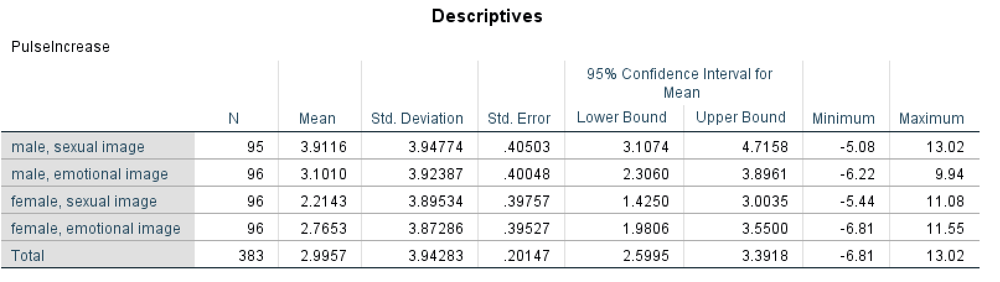 Descriptives
PulseIncrease
95% Confidence Interval for
Mean
N Mean Std. Deviation Std. Error Lower Bound Upper Bound Minimum Maximum
male, sexual image 95 3.9116 3.94774 .40503 3.1074 4.7158 -5.08 13.02
male, emotional image 96 3.1010 3.92387 .40048 2.3060 3.8961 -6.22 9.94
female, sexual image 96 2.2143 3.89534 .39757 1.4250 3.0035 -5.44 11.08
female, emotional image 96 2.7653 3.87286 .39527 1.9806 3.5500 -6.81 11.55
Total 383 2.9957 3.94283 .20147 2.5995 3.3918 -6.81 13.02